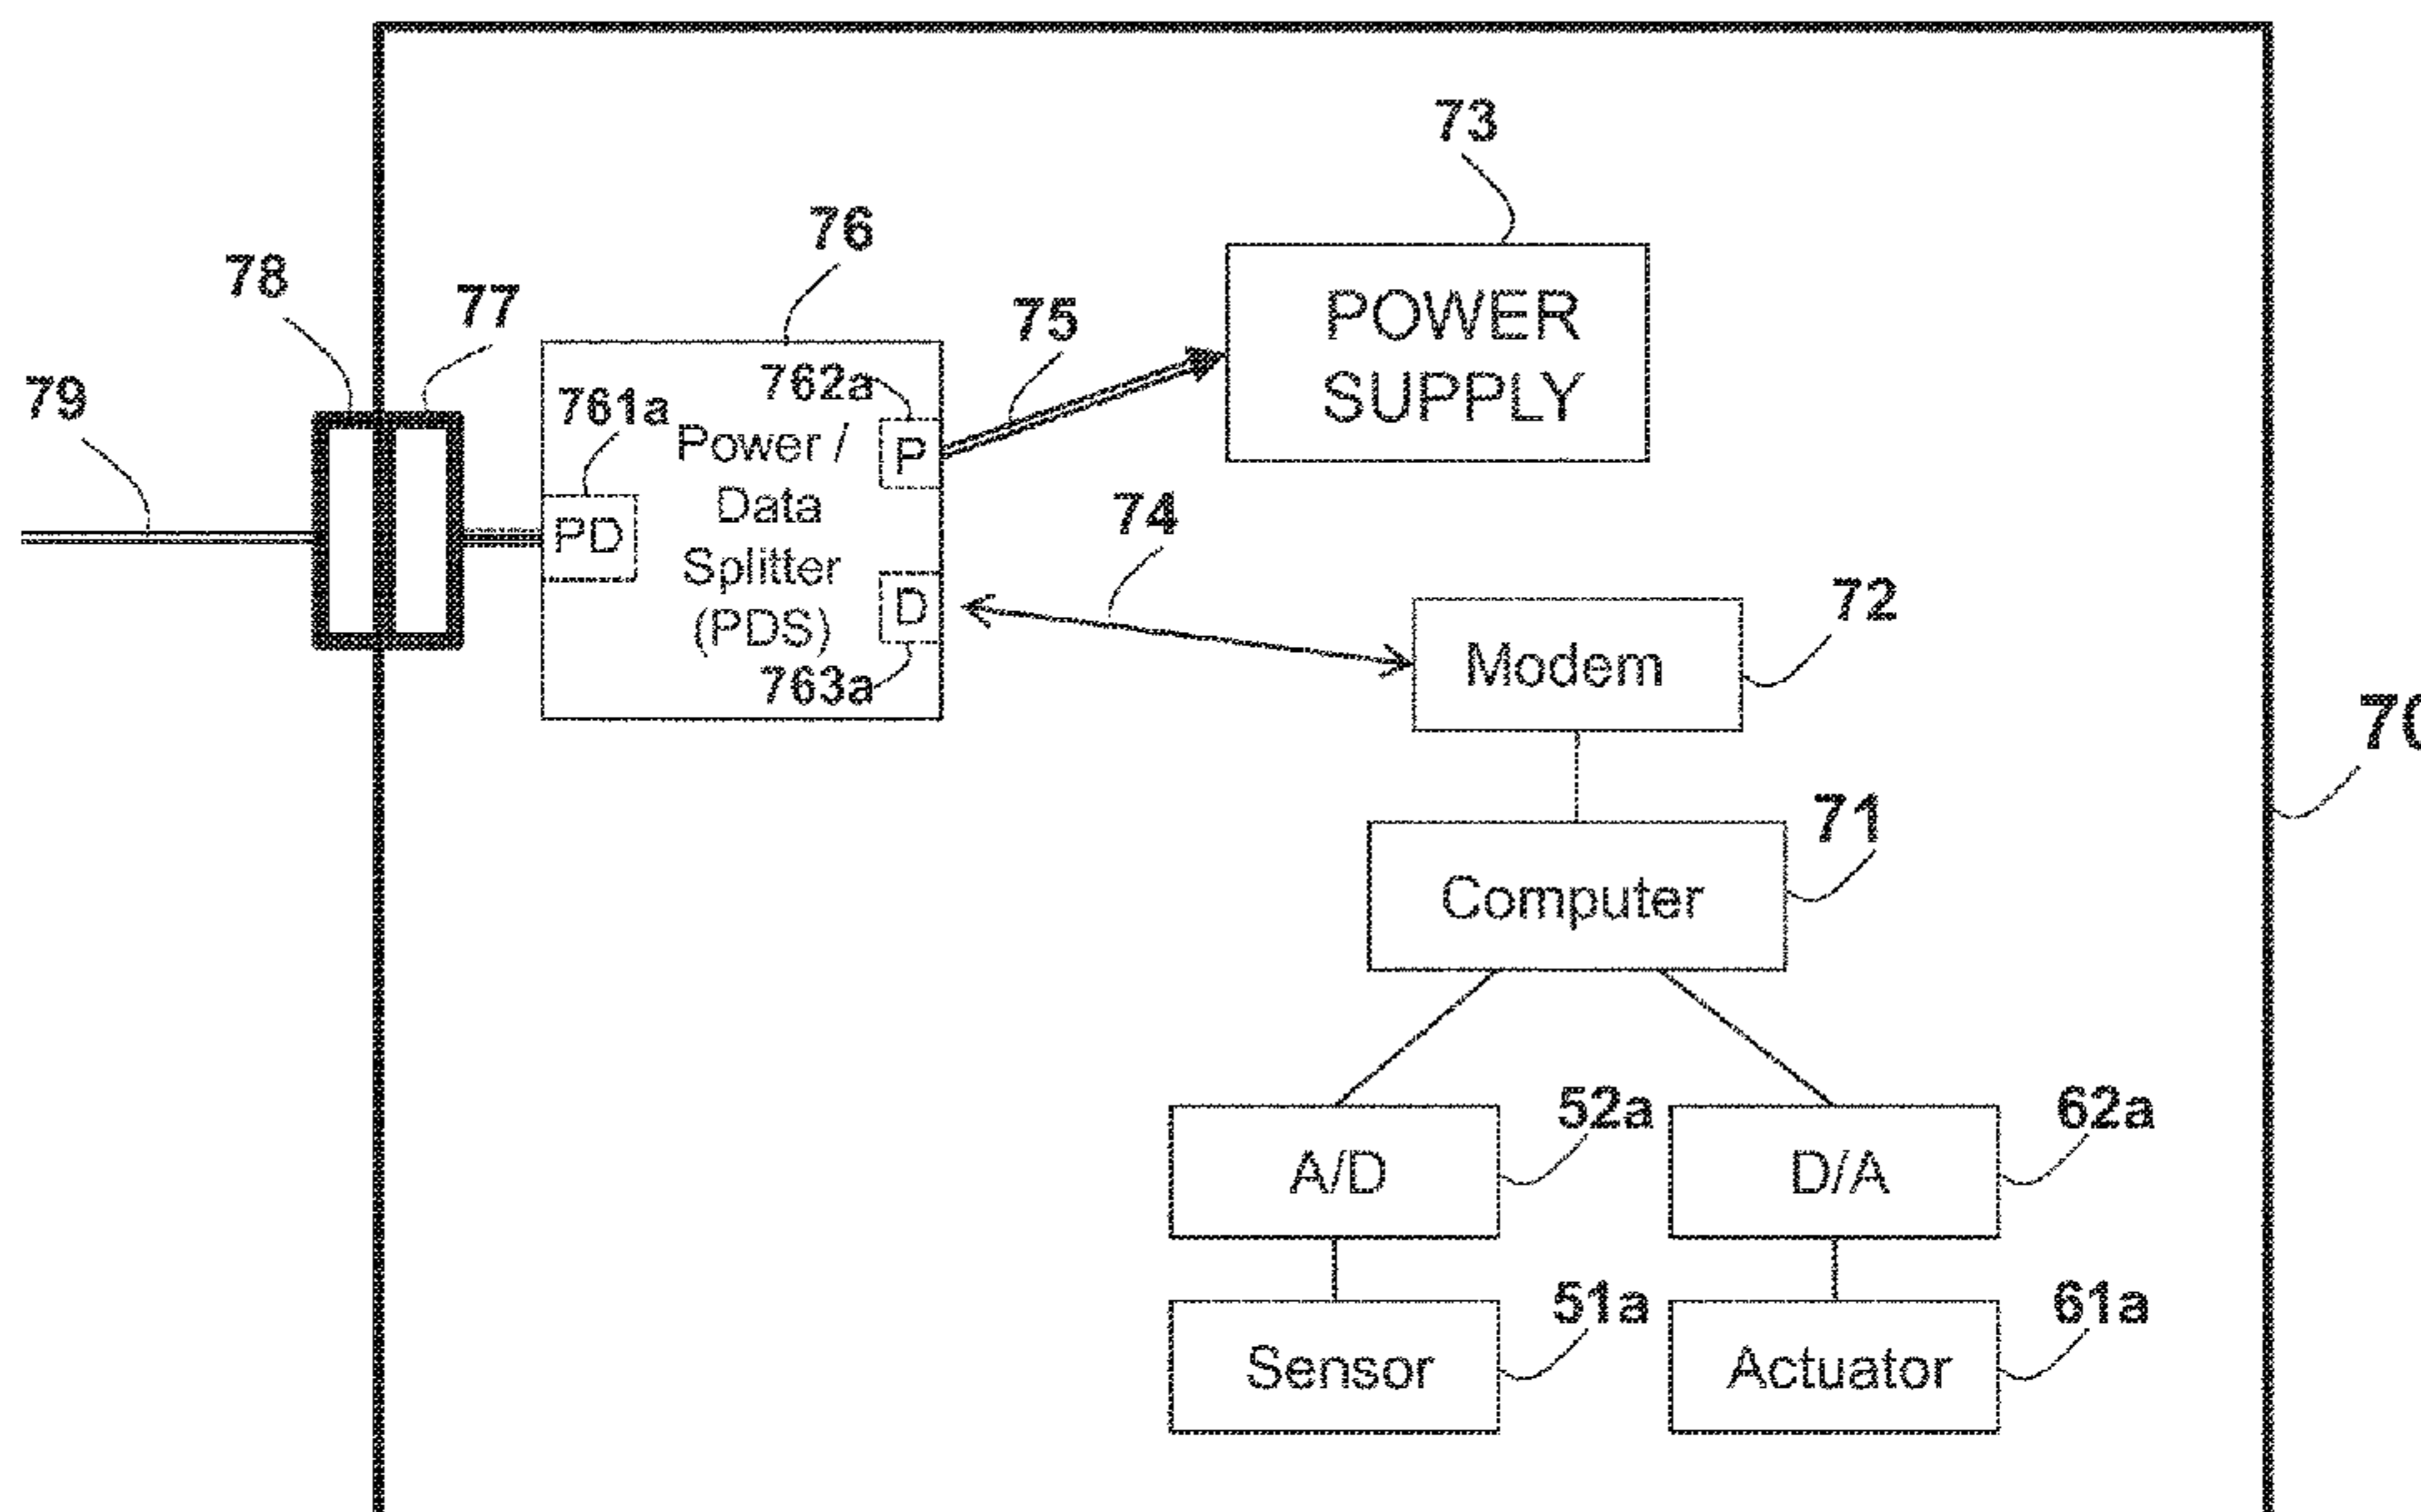 73
76
78
77
75
POWER
SUPPLY
79
762a
761a
Power /
Data
Splitter
(PDS)
P
PD
D
74
763a
Modem
72
70
71
Computer
52a
62a
A/D
D/A
51a
61a
Sensor
Actuator